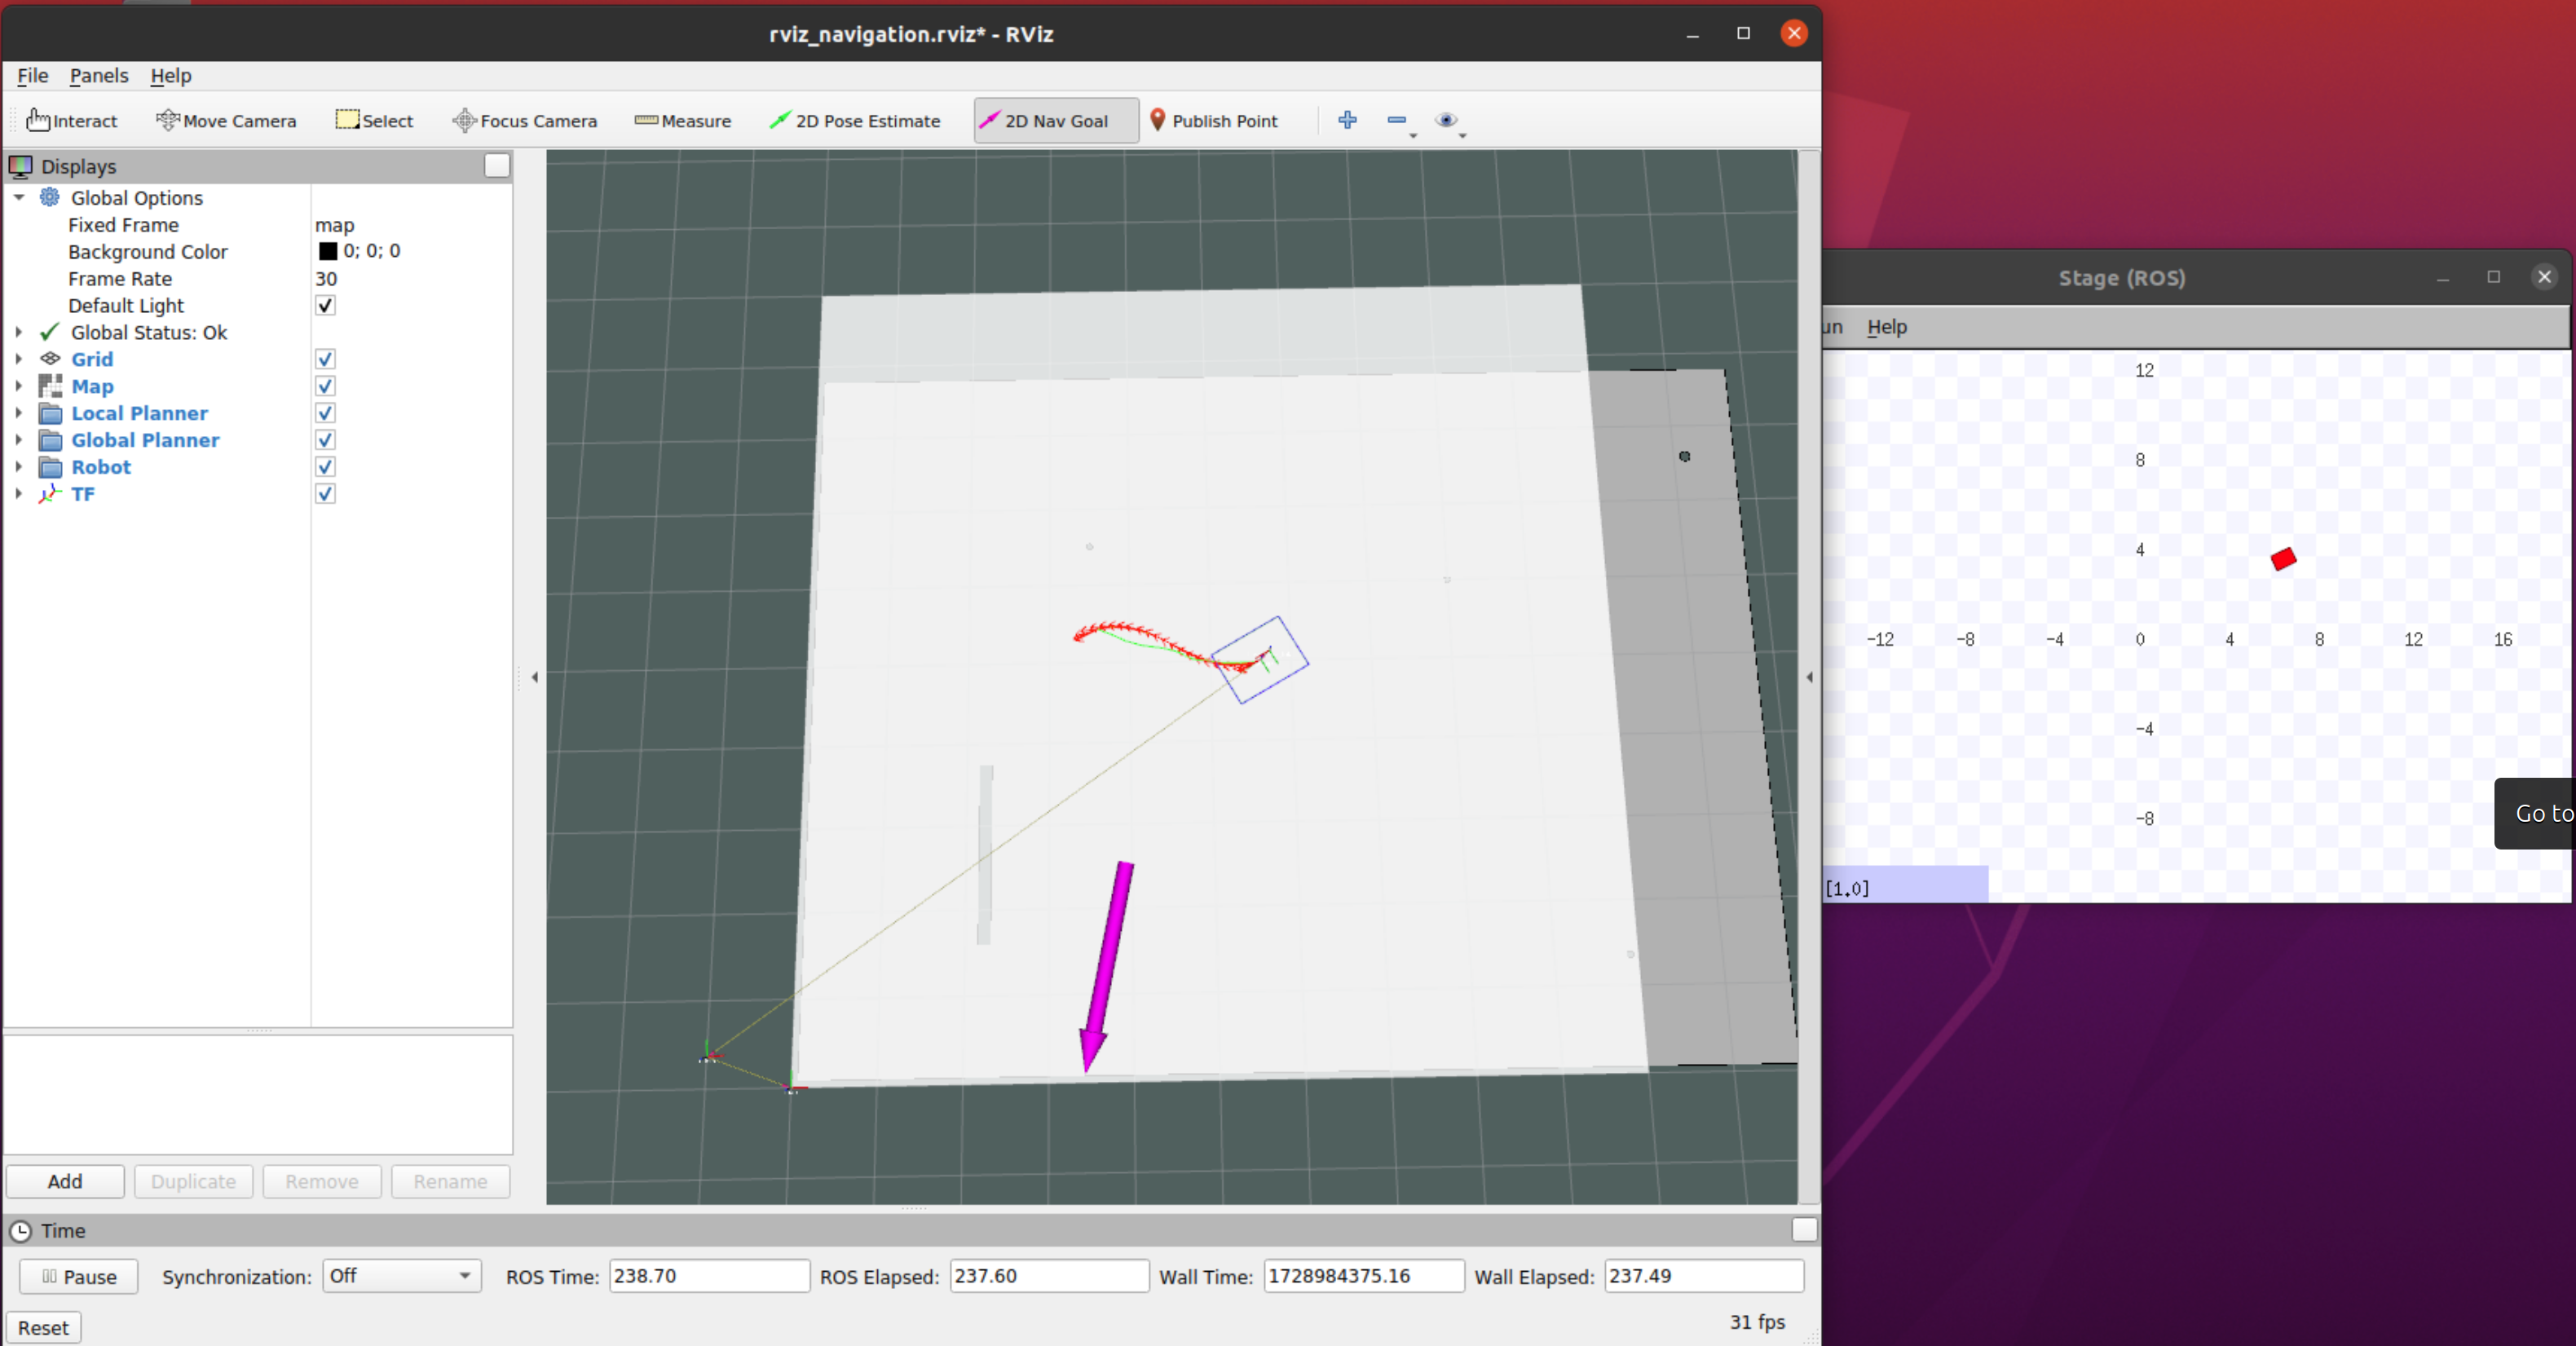 rviz_navigation.rviz* - RViz
File Panels Help
Interact Move Camera Select Focus Camera Measure 2D Pose Estimate 2D Nav Goal Publish Point
Displays
Global Options
Fixed Frame map
Background Color 0; 0; 0
Frame Rate 30
Default Light
Global Status: Ok
Grid
Map
Local Planner
Global Planner
Robot
TF
Add Duplicate Remove Rename
Time
Pause Synchronization: Off ROS Time: 238.70 ROS Elapsed: 237.60 Wall Time: 1728984375.16 Wall Elapsed: 237.49
Reset 31 fps
Stage (ROS)
un Help
12
8
4
-12 -8 -4 0 4 8 12 16
-4
-8
[1.0]
Go to